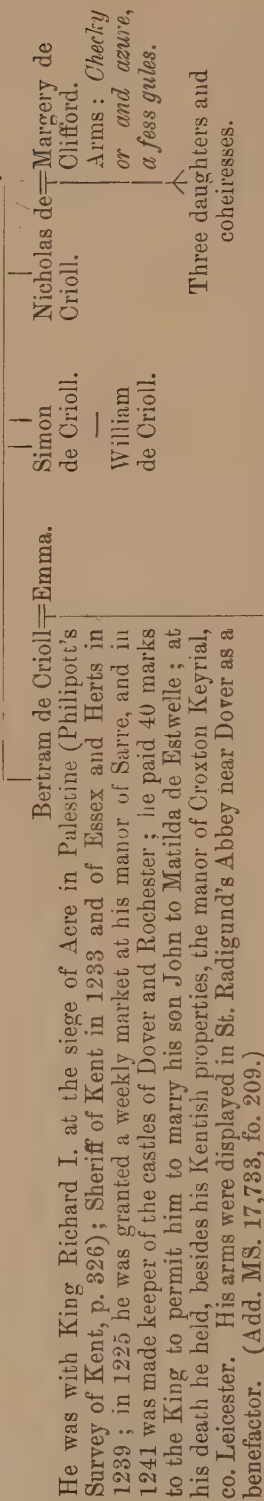 Bertram de Crioll=Emma.
Simon
de Crioll.
—
William
de Crioll.
Nicholas de=Margery de
Crioll.
Clifford.
Arms: Checky
or and azure,
a fess gules.
Three daughters and
coheiresses.
He was with King Richard I. at the siege of Acre in Palestine (Philipott's
Survey of Kent, p. 326); Sheriff of Kent in 1233 and of Essex and Herts in
1239; in 1225 he was granted a weekly market at his manor of Sarre, and in
1241 was made keeper of the castles of Dover and Rochester; he paid 40 marks
to the King to permit him to marry his son John to Matilda de Estwelle; at
his death he held, besides his Kentish properties, the manor of Croxton Keyrial,
co. Leicester. His arms were displayed in St. Radigund's Abbey near Dover as a
benefactor. (Add. MS. 17,733, fo. 209.)